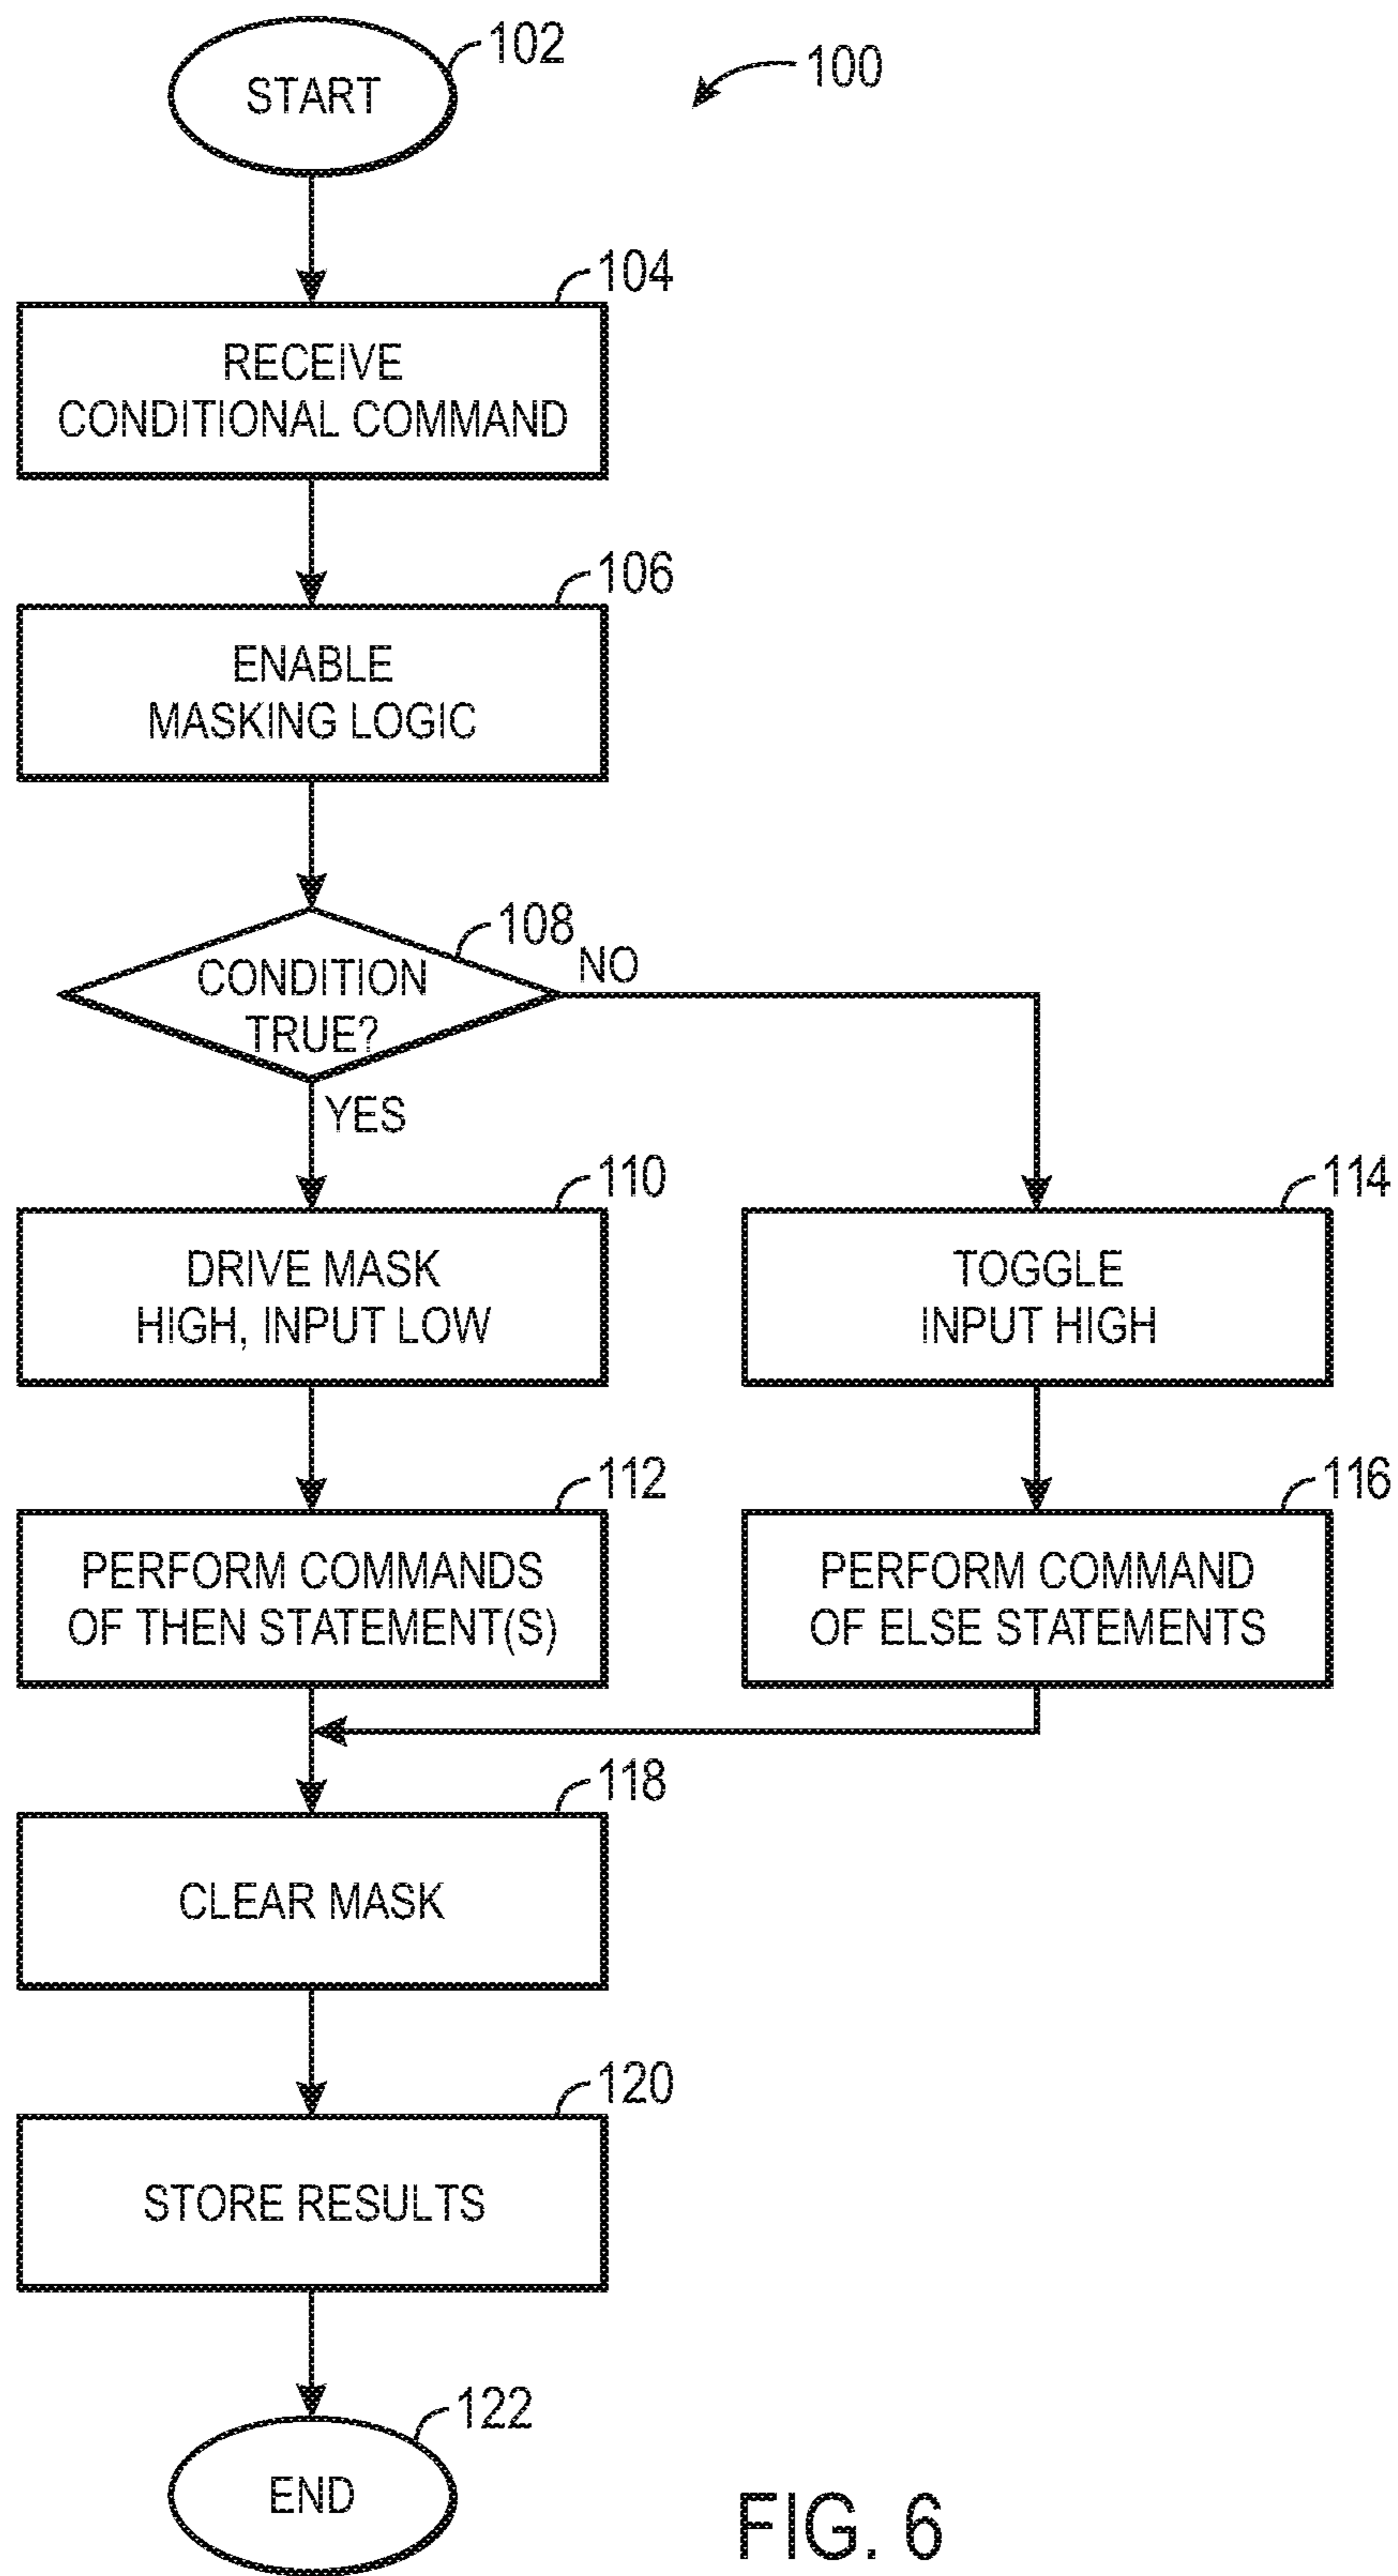 102
START
100
104
RECEIVE
CONDITIONAL COMMAND
106
ENABLE
MASKING LOGIC
108
CONDITION
TRUE?
NO
YES
110
DRIVE MASK
HIGH, INPUT LOW
114
TOGGLE
INPUT HIGH
112
PERFORM COMMANDS
OF THEN STATEMENT(S)
116
PERFORM COMMAND
OF ELSE STATEMENTS
118
CLEAR MASK
120
STORE RESULTS
122
END
FIG. 6